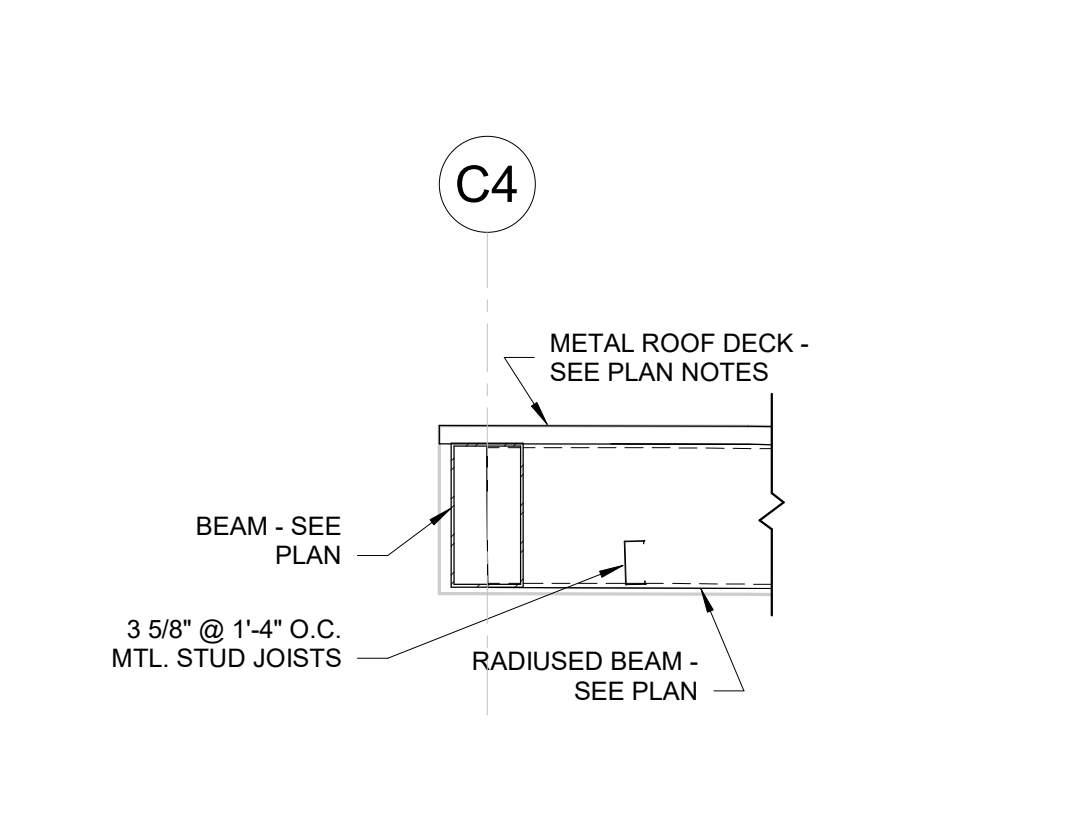 C4
METAL ROOF DECK -
SEE PLAN NOTES
BEAM - SEE
PLAN
3 5/8" @ 1'-4" O.C.
MTL. STUD JOISTS
RADIUSED BEAM -
SEE PLAN